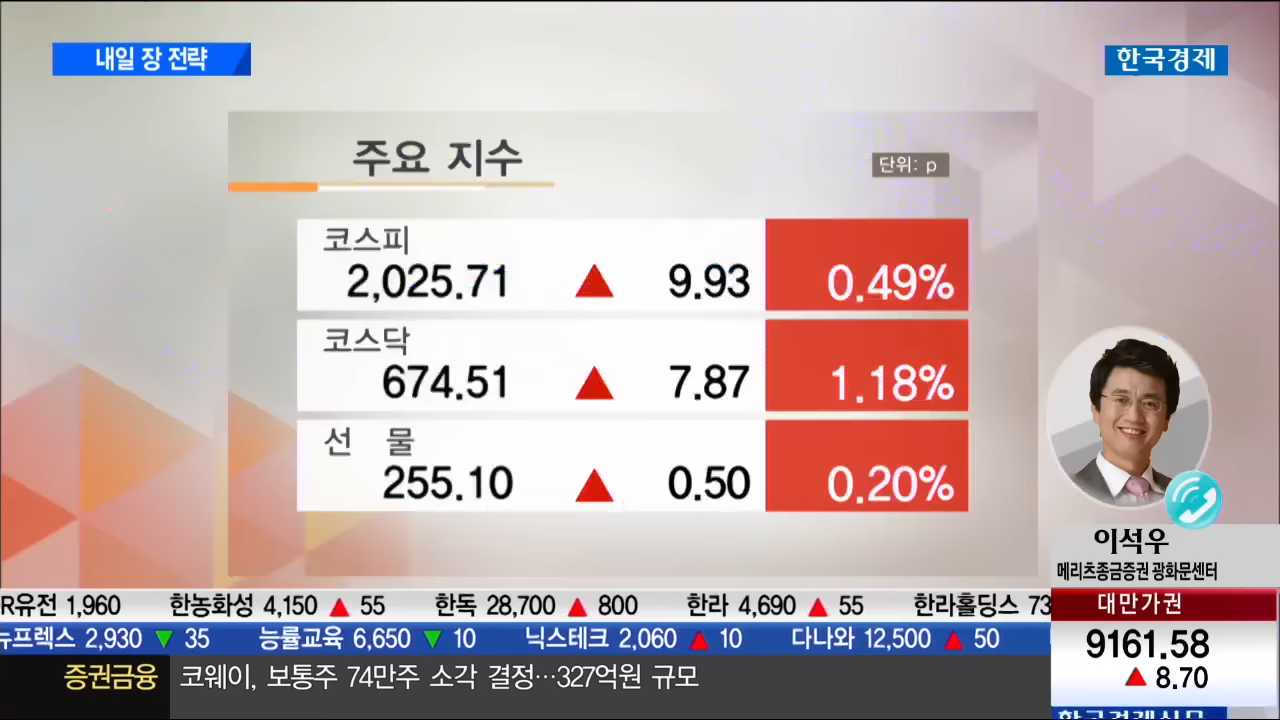 내일 장 전략
한국경제
주요 지수
단위: p
코스피
2,025.71 ▲ 9.93 0.49%
코스닥
674.51 ▲ 7.87 1.18%
선 물
255.10 ▲ 0.50 0.20%
이석우
메리츠종금증권 광화문센터
R유전 1,960 한농화성 4,150 ▲ 55 한독 28,700 ▲ 800 한라 4,690 ▲ 55 한라홀딩스 73
뉴프렉스 2,930 ▼ 35 능률교육 6,650 ▼ 10 닉스테크 2,060 ▲ 10 다나와 12,500 ▲ 50
대만가권
9161.58
▲ 8.70
증권금융 코웨이, 보통주 74만주 소각 결정…327억원 규모